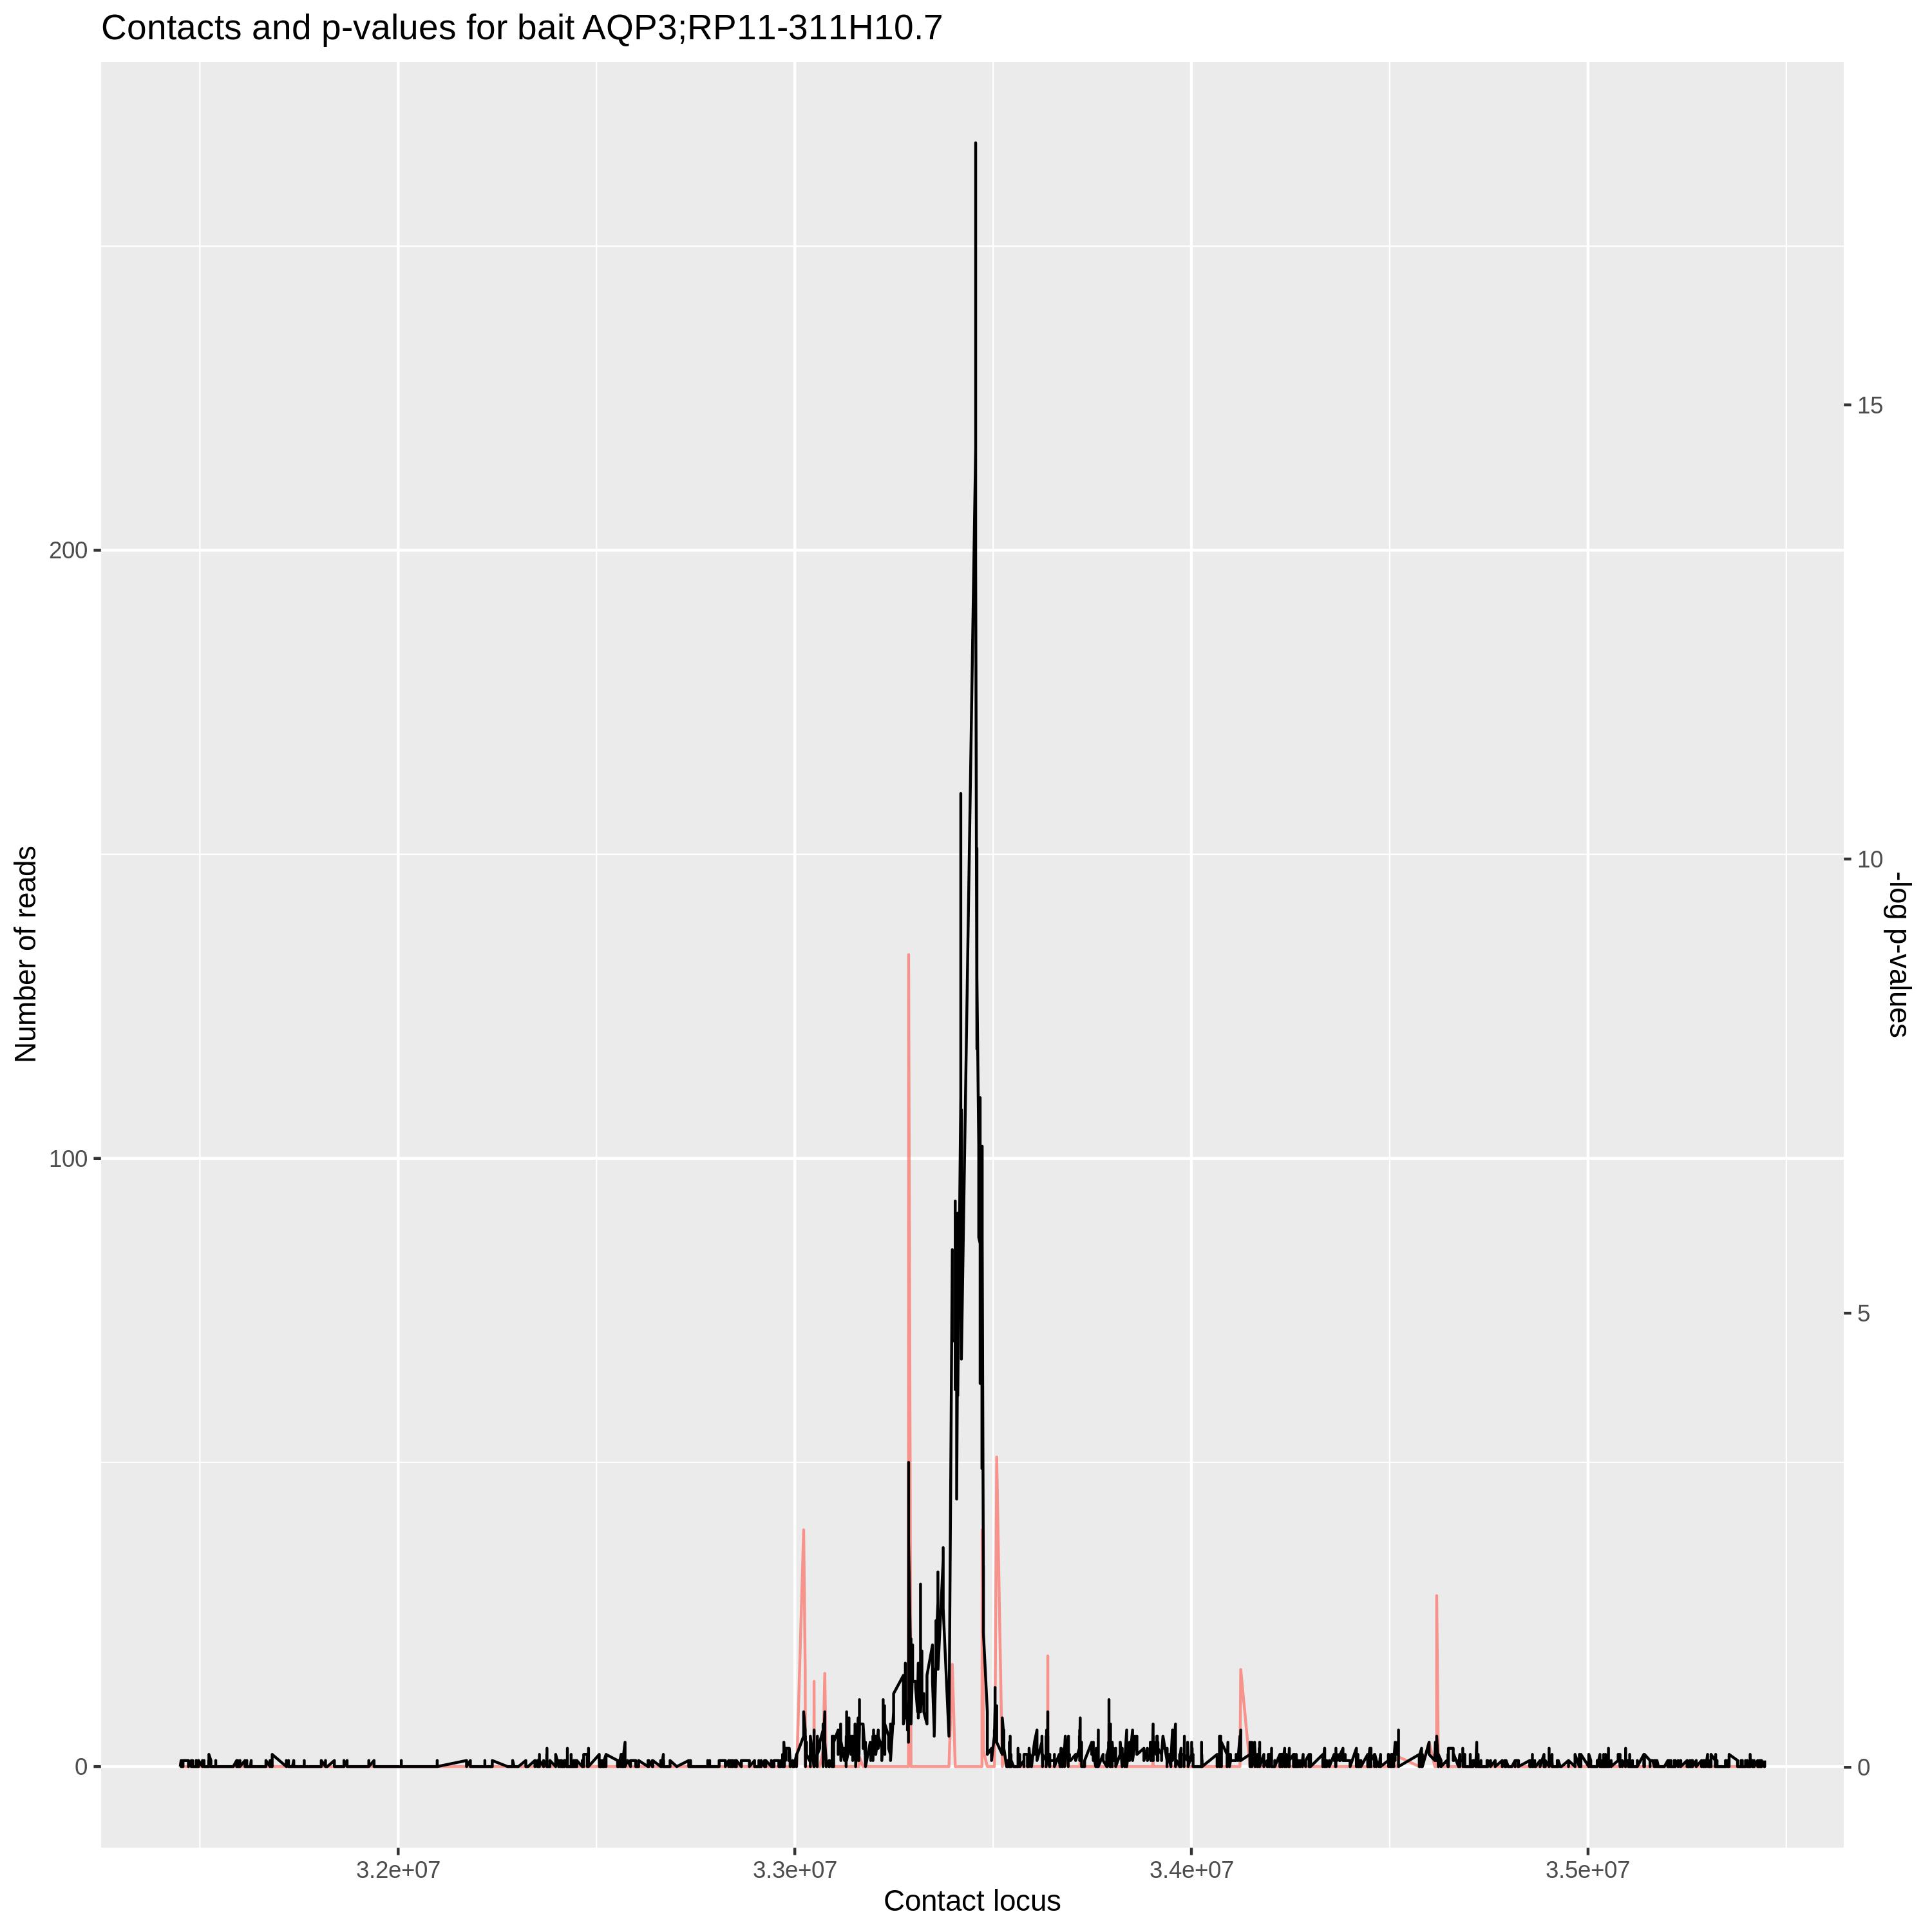 Contacts and p-values for bait AQP3;RP11-311H10.7
Number of reads
200
100
0
15
10
5
0
-log p-values
3.2e+07
3.3e+07
3.4e+07
3.5e+07
Contact locus